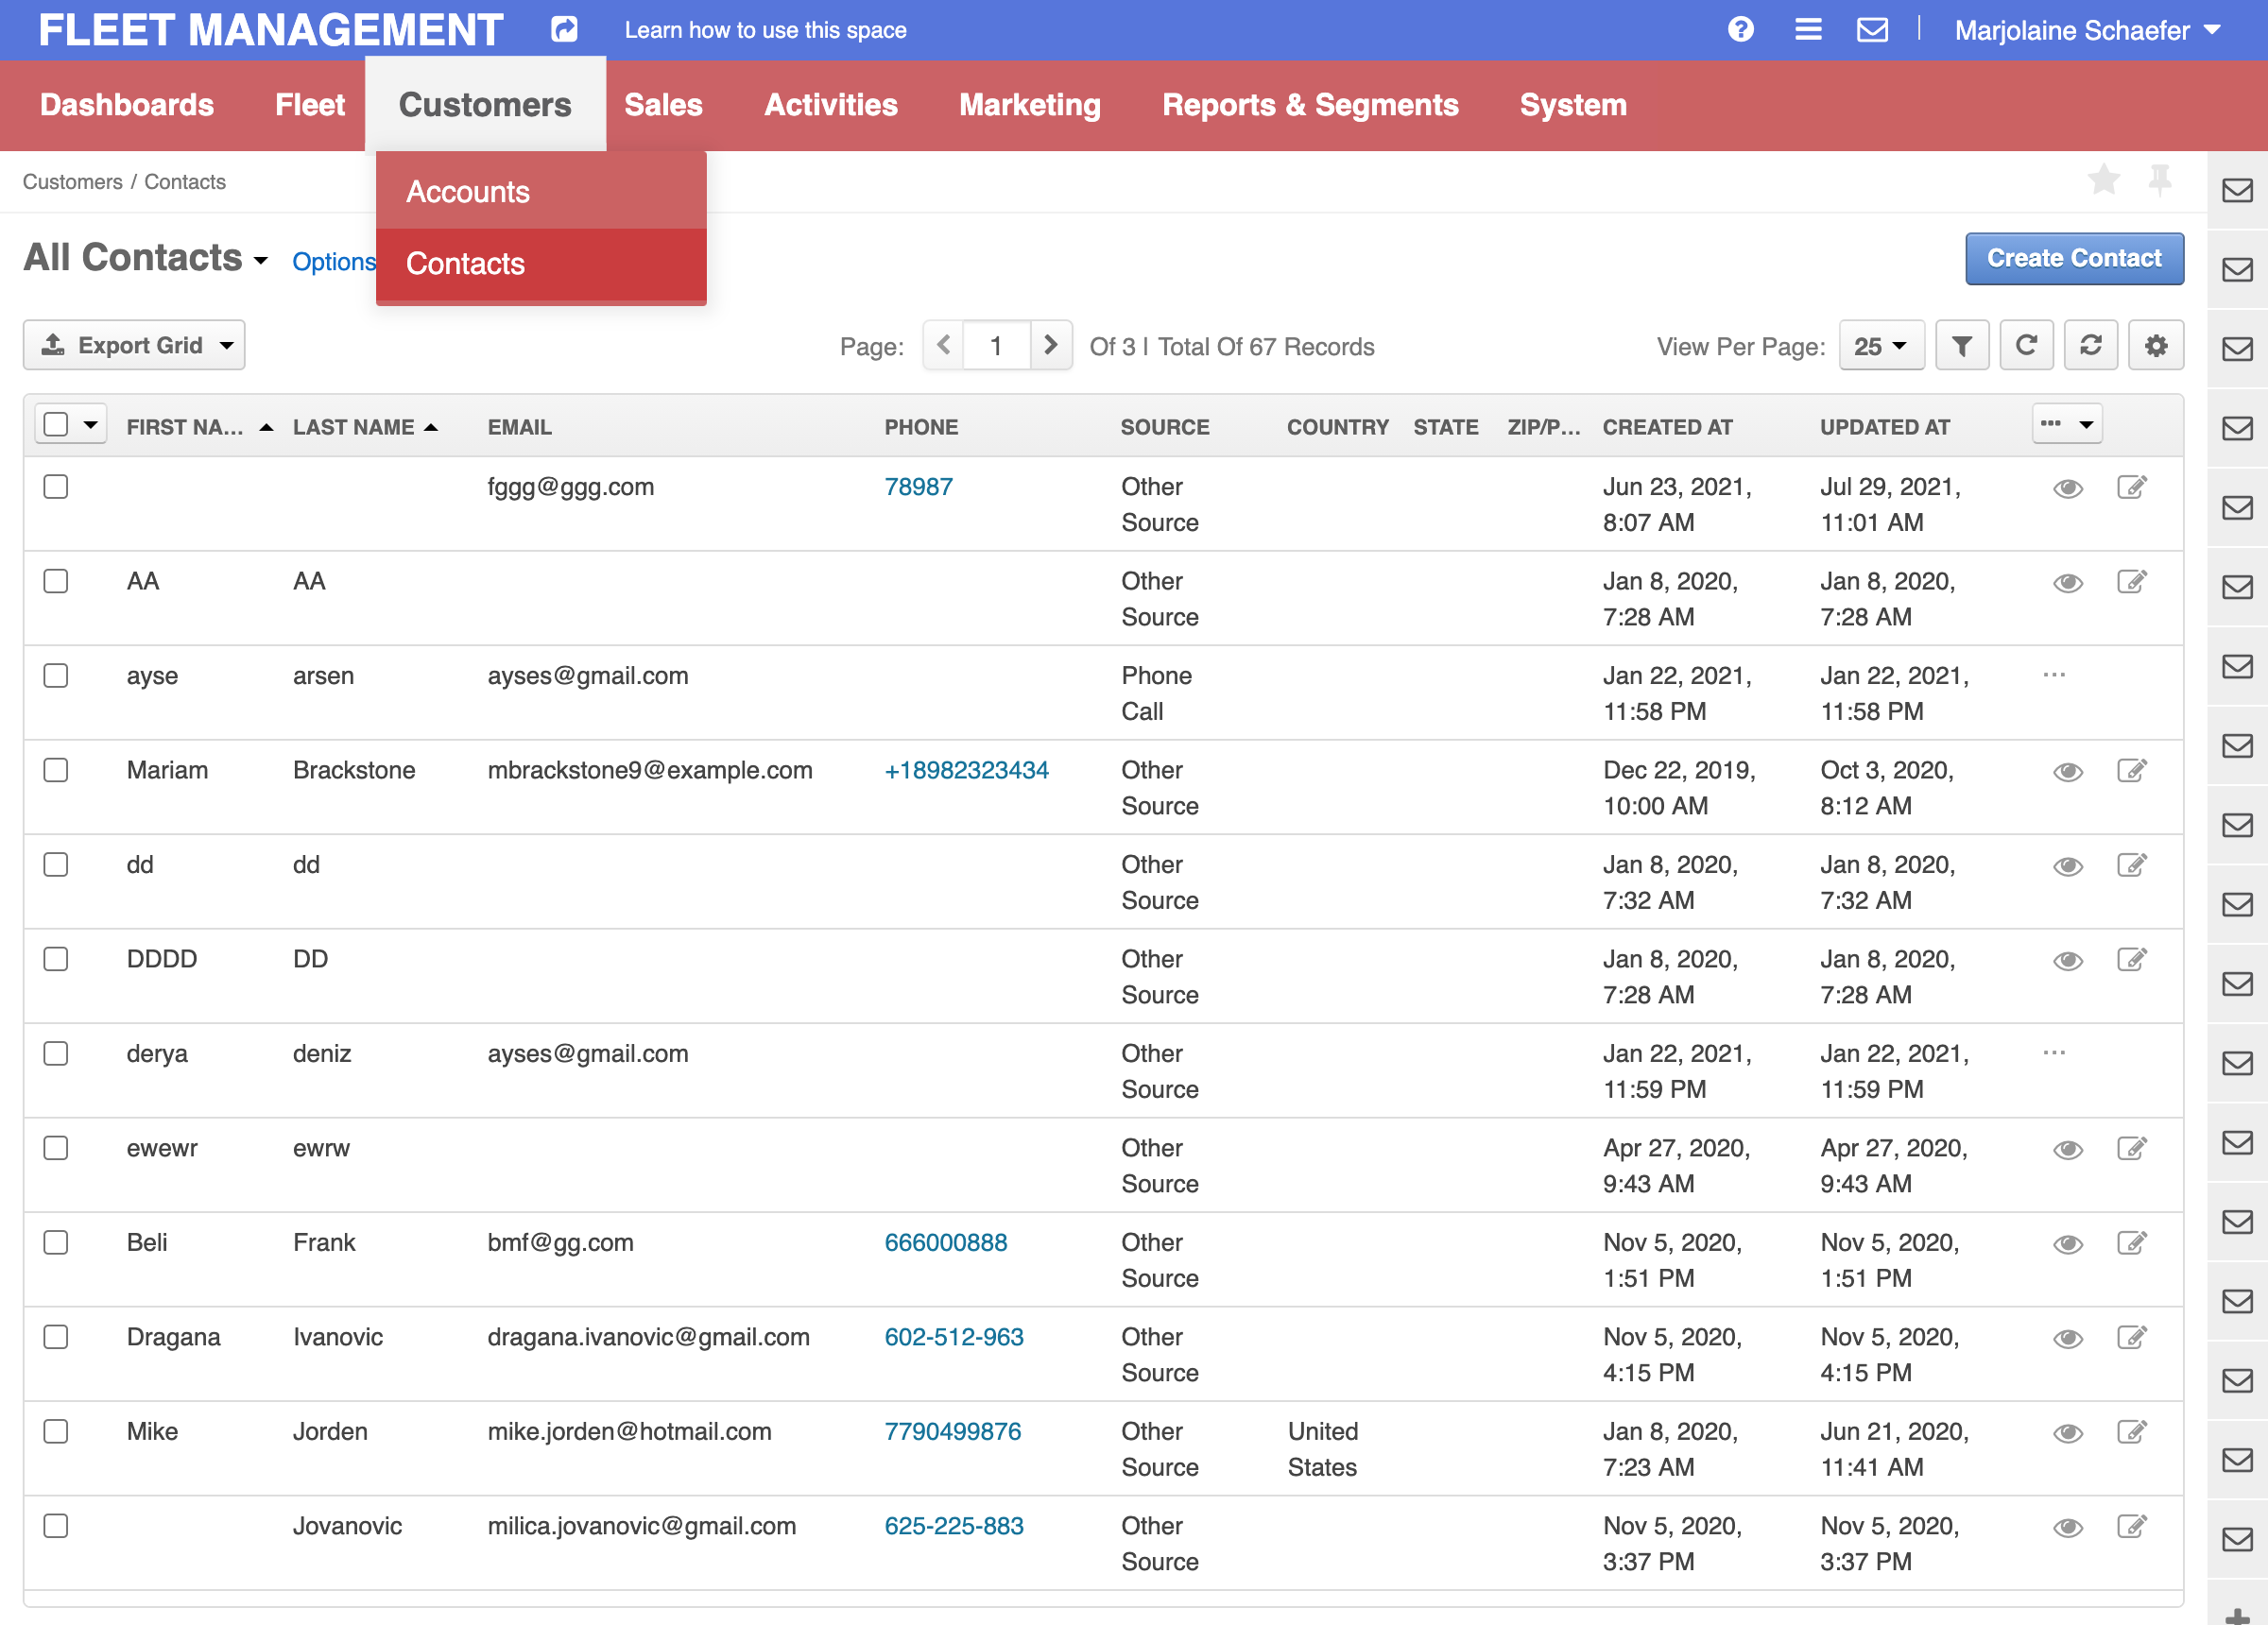 FLEET MANAGEMENT Learn how to use this space Marjolaine Schaefer
Dashboards Fleet Customers Sales Activities Marketing Reports & Segments System
Customers / Contacts
Accounts
Contacts
All Contacts Options
Create Contact
Export Grid Page: 1 Of 3 | Total Of 67 Records View Per Page: 25
FIRST NA... LAST NAME EMAIL PHONE SOURCE COUNTRY STATE ZIP/P... CREATED AT UPDATED AT
fggg@ggg.com 78987 Other Jun 23, 2021, Jul 29, 2021,
Source 8:07 AM 11:01 AM
AA AA Other Jan 8, 2020, Jan 8, 2020,
Source 7:28 AM 7:28 AM
ayse arsen ayses@gmail.com Phone Jan 22, 2021, Jan 22, 2021, ...
Call 11:58 PM 11:58 PM
Mariam Brackstone mbrackstone9@example.com +18982323434 Other Dec 22, 2019, Oct 3, 2020,
Source 10:00 AM 8:12 AM
dd dd Other Jan 8, 2020, Jan 8, 2020,
Source 7:32 AM 7:32 AM
DDDD DD Other Jan 8, 2020, Jan 8, 2020,
Source 7:28 AM 7:28 AM
derya deniz ayses@gmail.com Other Jan 22, 2021, Jan 22, 2021, ...
Source 11:59 PM 11:59 PM
ewewr ewrw Other Apr 27, 2020, Apr 27, 2020,
Source 9:43 AM 9:43 AM
Beli Frank bmf@gg.com 666000888 Other Nov 5, 2020, Nov 5, 2020,
Source 1:51 PM 1:51 PM
Dragana Ivanovic dragana.ivanovic@gmail.com 602-512-963 Other Nov 5, 2020, Nov 5, 2020,
Source 4:15 PM 4:15 PM
Mike Jorden mike.jorden@hotmail.com 7790499876 Other United Jan 8, 2020, Jun 21, 2020,
Source States 7:23 AM 11:41 AM
Jovanovic milica.jovanovic@gmail.com 625-225-883 Other Nov 5, 2020, Nov 5, 2020,
Source 3:37 PM 3:37 PM